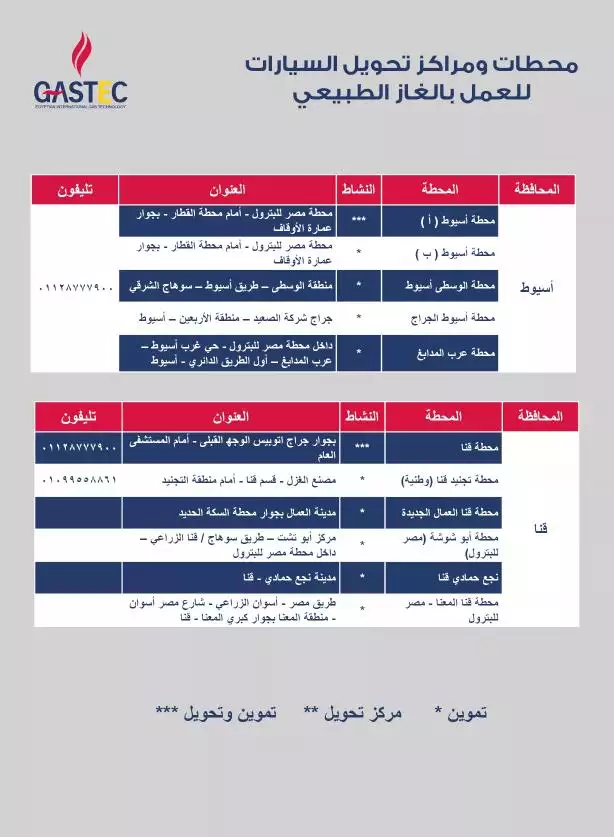 GASTEC
EGYPTIAN INTERNATIONAL GAS TECHNOLOGY
محطات ومراكز تحويل السيارات
للعمل بالغاز الطبيعي
المحافظة المحطة النشاط العنوان تليفون
أسيوط
محطة أسيوط ( أ ) *** محطة مصر للبترول - أمام محطة القطار - بجوار
عمارة الأوقاف
محطة أسيوط ( ب ) * محطة مصر للبترول - أمام محطة القطار - بجوار
عمارة الأوقاف
محطة الوسطى أسيوط * منطقة الوسطى – طريق أسيوط – سوهاج الشرقي ٠١١٢٨٧٧٧٩٠٠
محطة أسيوط الجراج * جراج شركة الصعيد – منطقة الأربعين – أسيوط
محطة عرب المدابغ * داخل محطة مصر للبترول - حي غرب أسيوط –
عرب المدابغ – أول الطريق الدائري - أسيوط
المحافظة المحطة النشاط العنوان تليفون
قنا
محطة قنا *** بجوار جراج اتوبيس الوجهه القبلى - أمام المستشفى
العام ٠١١٢٨٧٧٧٩٠٠
محطة تجنيد قنا (وطنية) * مصنع الغزل - قسم قنا - أمام منطقة التجنيد ٠١٠٩٩٥٥٨٨٦١
محطة قنا العمال الجديدة * مدينة العمال بجوار محطة السكة الحديد
محطة أبو شوشة (مصر
للبترول) * مركز أبو تشت – طريق سوهاج / قنا الزراعي –
داخل محطة مصر للبترول
نجع حمادي قنا * مدينة نجع حمادي - قنا
محطة قنا المعنا - مصر
للبترول * طريق مصر - أسوان الزراعي - شارع مصر أسوان
- منطقة المعنا بجوار كبري المعنا - قنا
تموين * مركز تحويل ** تموين وتحويل ***